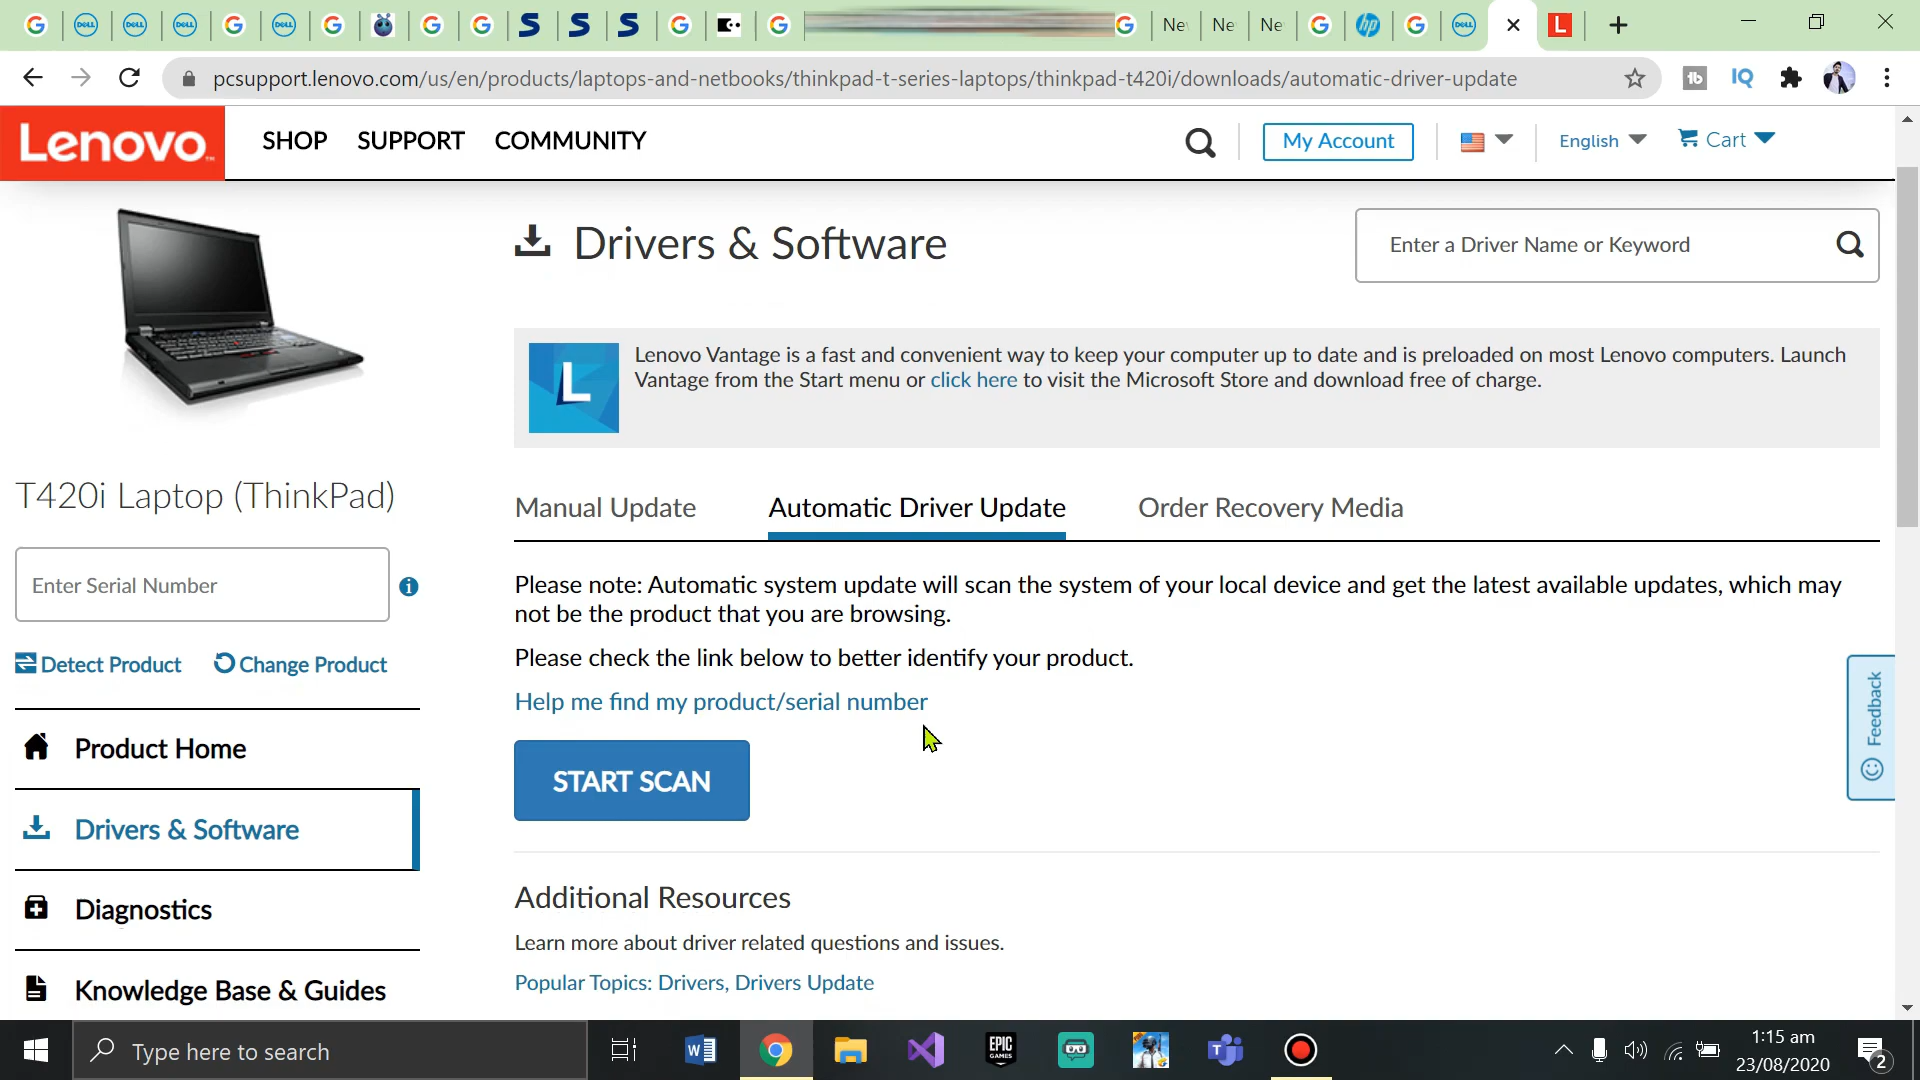 New
New
New
pcsupport.lenovo.com/us/en/products/laptops-and-netbooks/thinkpad-t-series-laptops/thinkpad-t420i/downloads/automatic-driver-update
Lenovo
SHOP
SUPPORT
COMMUNITY
My Account
English
Cart
Drivers & Software
Enter a Driver Name or Keyword
Lenovo Vantage is a fast and convenient way to keep your computer up to date and is preloaded on most Lenovo computers. Launch
Vantage from the Start menu or click here to visit the Microsoft Store and download free of charge.
T420i Laptop (ThinkPad)
Enter Serial Number
Detect Product
Change Product
Product Home
Drivers & Software
Diagnostics
Knowledge Base & Guides
Manual Update
Automatic Driver Update
Order Recovery Media
Please note: Automatic system update will scan the system of your local device and get the latest available updates, which may
not be the product that you are browsing.
Please check the link below to better identify your product.
Help me find my product/serial number
START SCAN
Additional Resources
Learn more about driver related questions and issues.
Popular Topics: Drivers, Drivers Update
Feedback
Type here to search
EPIC
GAMES
1:15 am
23/08/2020
2